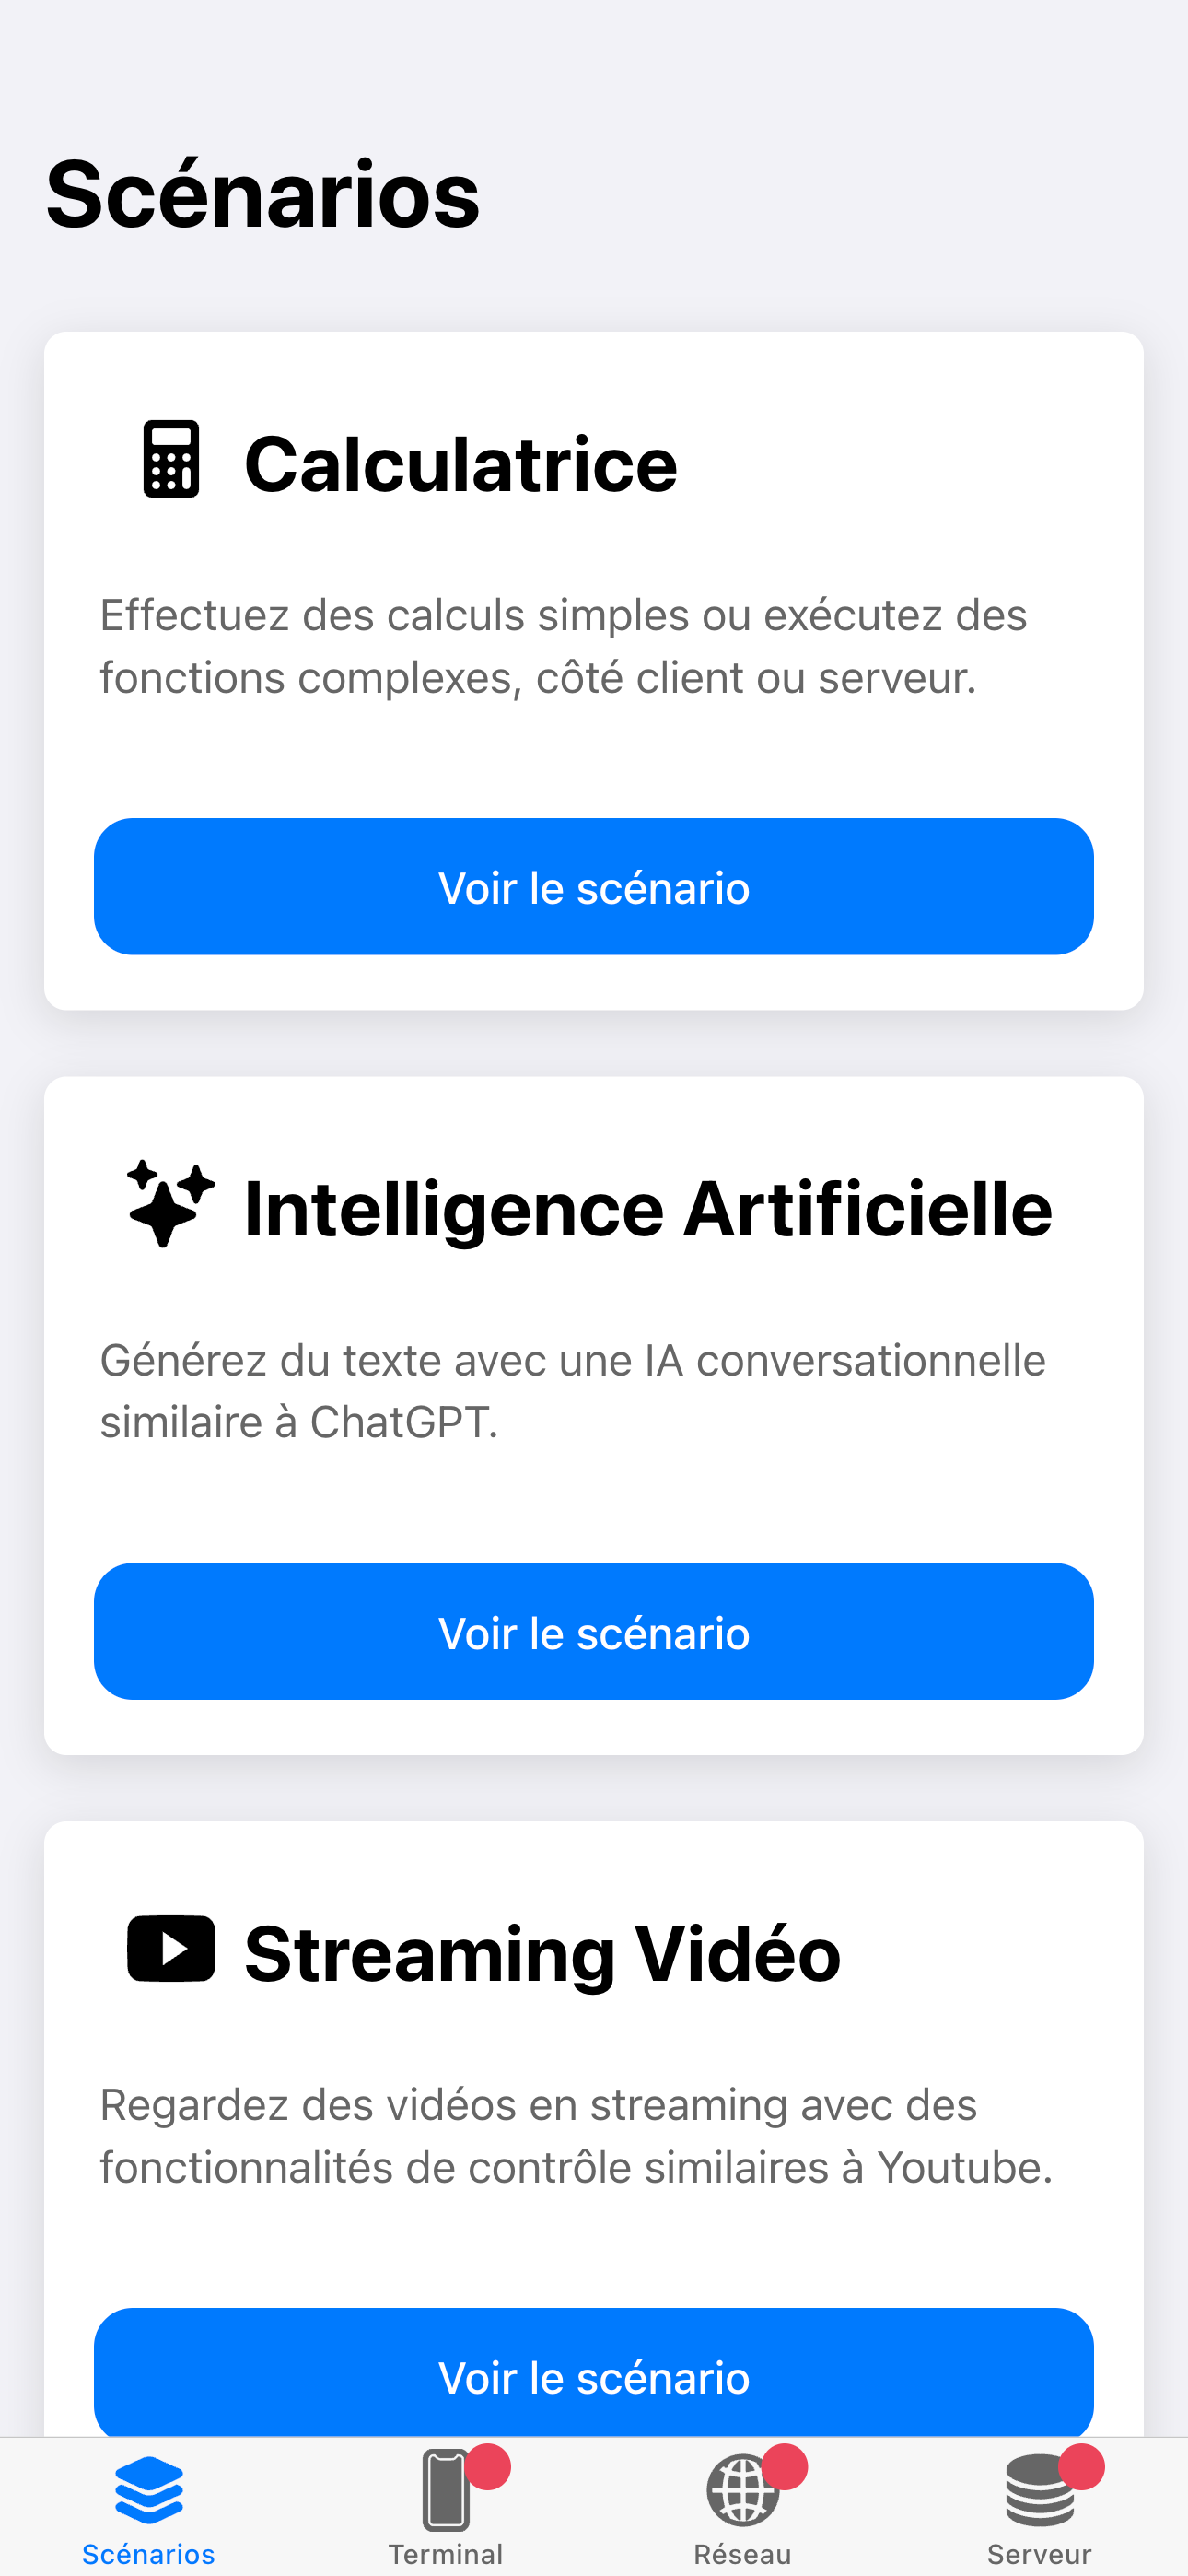 Scénarios
Calculatrice
Effectuez des calculs simples ou exécutez des
fonctions complexes, côté client ou serveur.
Voir le scénario
Intelligence Artificielle
Générez du texte avec une IA conversationnelle
similaire à ChatGPT.
Voir le scénario
Streaming Vidéo
Regardez des vidéos en streaming avec des
fonctionnalités de contrôle similaires à Youtube.
Voir le scénario
Scénarios
Terminal
Réseau
Serveur